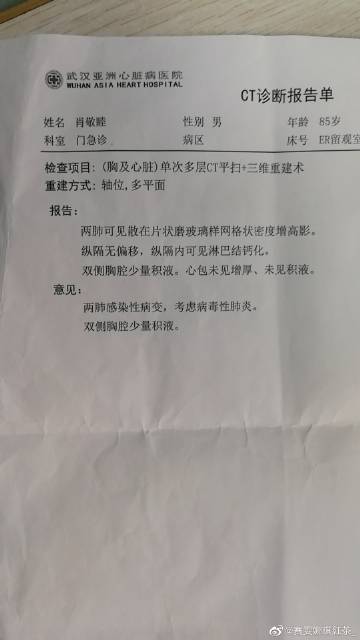 武汉亚洲心脏病医院
WUHAN ASIA HEART HOSPITAL
CT诊断报告单
姓名 肖敬睦 性别 男 年龄 85岁
科室 门急诊 病区 床号 ER留观室
检查项目: (胸及心脏)单次多层CT平扫+三维重建术
重建方式: 轴位,多平面
报告:
两肺可见散在片状磨玻璃样网格状密度增高影。
纵隔无偏移，纵隔内可见淋巴结钙化。
双侧胸腔少量积液。心包未见增厚、未见积液。
意见:
两肺感染性病变，考虑病毒性肺炎。
双侧胸腔少量积液。